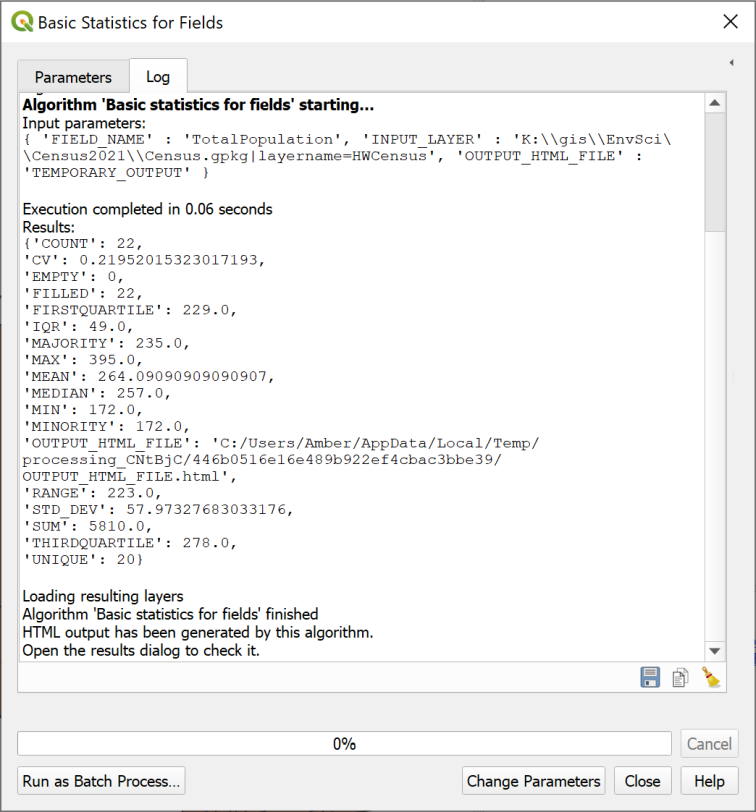 Basic Statistics for Fields
Parameters
Log
Algorithm 'Basic statistics for fields' starting…
Input parameters:
{ 'FIELD_NAME' : 'TotalPopulation', 'INPUT_LAYER' : 'K:\\gis\\EnvSci\
\Census2021\\Census.gpkg|layername=HWCensus', 'OUTPUT_HTML_FILE' :
'TEMPORARY_OUTPUT' }
Execution completed in 0.06 seconds
Results:
{'COUNT': 22,
'CV': 0.21952015323017193,
'EMPTY': 0,
'FILLED': 22,
'FIRSTQUARTILE': 229.0,
'IQR': 49.0,
'MAJORITY': 235.0,
'MAX': 395.0,
'MEAN': 264.09090909090907,
'MEDIAN': 257.0,
'MIN': 172.0,
'MINORITY': 172.0,
'OUTPUT_HTML_FILE': 'C:/Users/Amber/AppData/Local/Temp/
processing_CNtBjC/446b0516e16e489b922ef4cbac3bbe39/
OUTPUT_HTML_FILE.html',
'RANGE': 223.0,
'STD_DEV': 57.97327683033176,
'SUM': 5810.0,
'THIRDQUARTILE': 278.0,
'UNIQUE': 20}
Loading resulting layers
Algorithm 'Basic statistics for fields' finished
HTML output has been generated by this algorithm.
Open the results dialog to check it.
0%
Cancel
Run as Batch Process…
Change Parameters
Close
Help